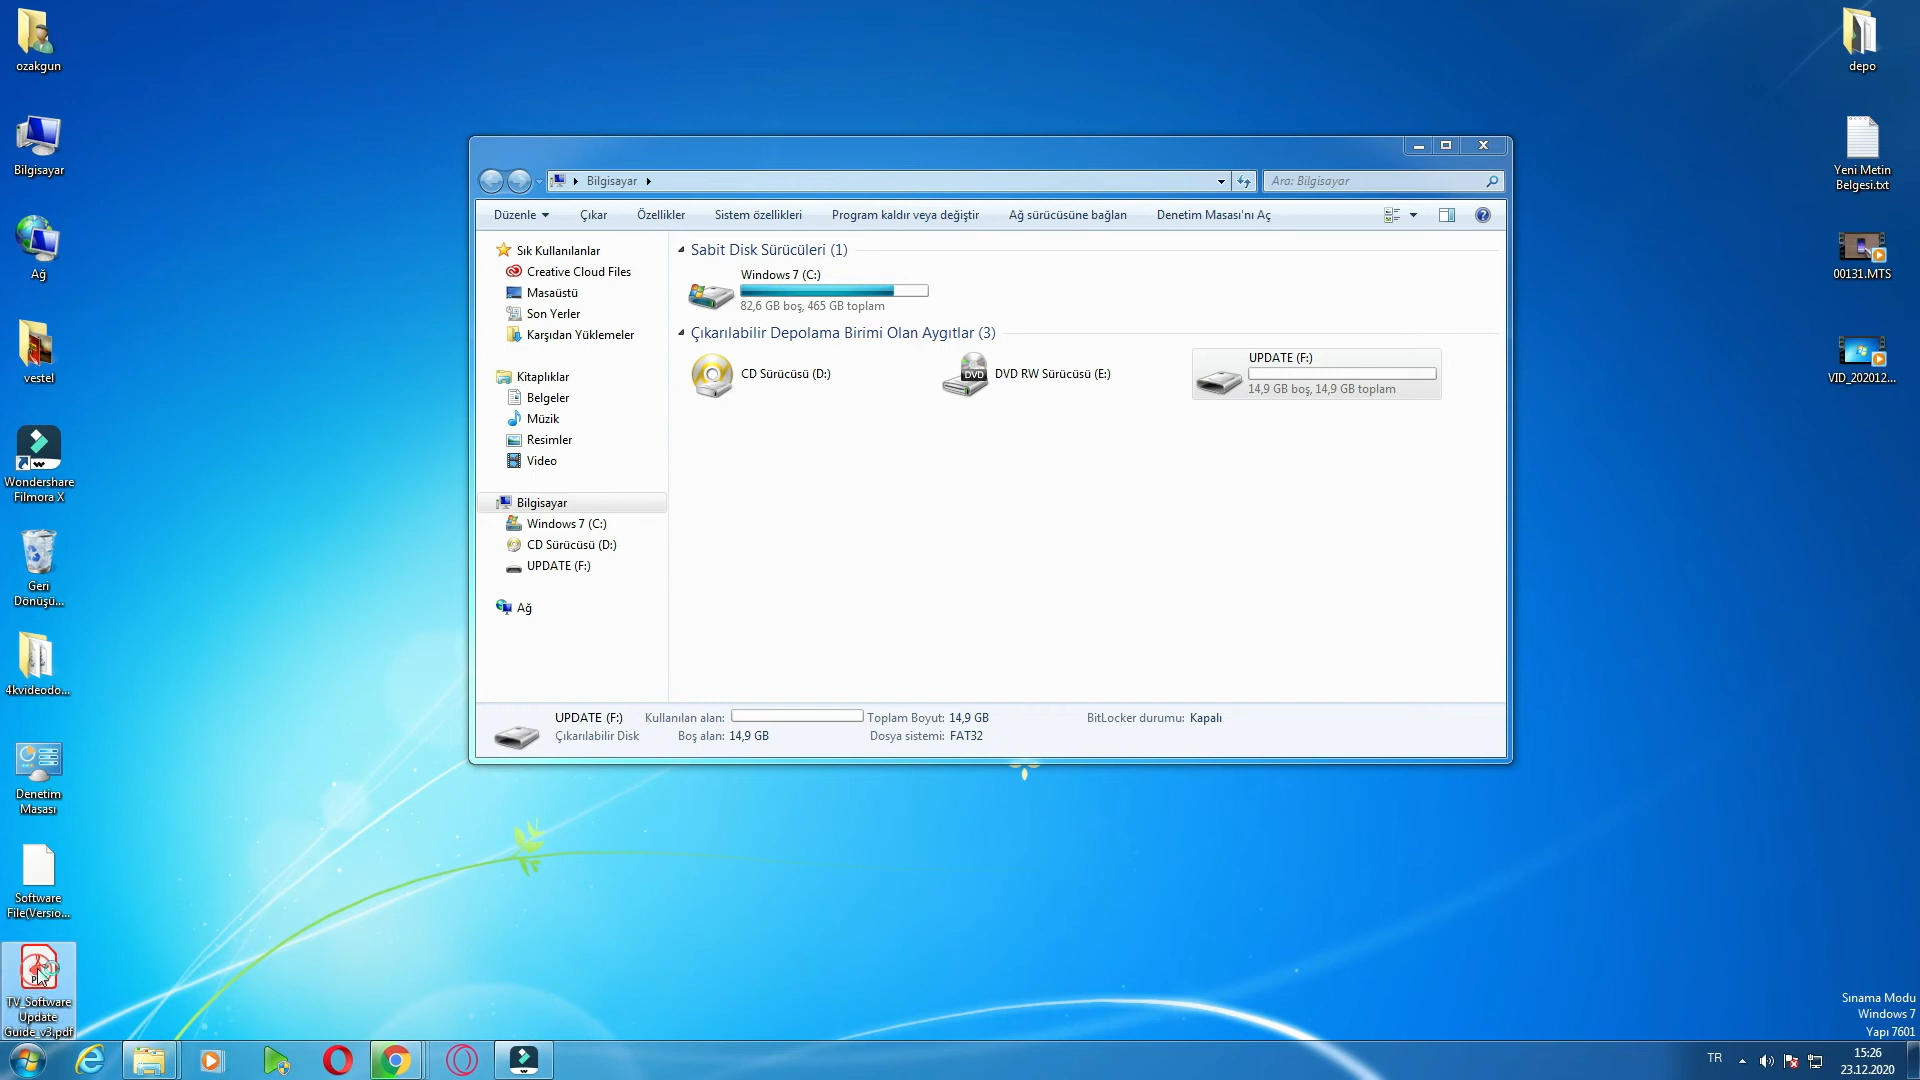 ozakgun
Bilgisayar
Ağ
vestel
Wondershare
Filmora X
Geri
Dönüşü...
4kvideodo...
Denetim
Masası
Software
File(Versio...
TV_Software
Update
Guide_v3.pdf
Bilgisayar
Ara: Bilgisayar
Düzenle
Çıkar
Özellikler
Sistem özellikleri
Program kaldır veya değiştir
Ağ sürücüsüne bağlan
Denetim Masası'nı Aç
Sık Kullanılanlar
Creative Cloud Files
Masaüstü
Son Yerler
Karşıdan Yüklemeler
Kitaplıklar
Belgeler
Müzik
Resimler
Video
Bilgisayar
Windows 7 (C:)
CD Sürücüsü (D:)
UPDATE (F:)
Ağ
Sabit Disk Sürücüleri (1)
Windows 7 (C:)
82,6 GB boş, 465 GB toplam
Çıkarılabilir Depolama Birimi Olan Aygıtlar (3)
CD Sürücüsü (D:)
DVD
DVD RW Sürücüsü (E:)
UPDATE (F:)
14,9 GB boş, 14,9 GB toplam
UPDATE (F:) Kullanılan alan: Toplam Boyut: 14,9 GB BitLocker durumu: Kapalı
Çıkarılabilir Disk Boş alan: 14,9 GB Dosya sistemi: FAT32
depo
Yeni Metin
Belgesi.txt
00131.MTS
VID_202012...
Sınama Modu
Windows 7
Yapı 7601
TR
15:26
23.12.2020